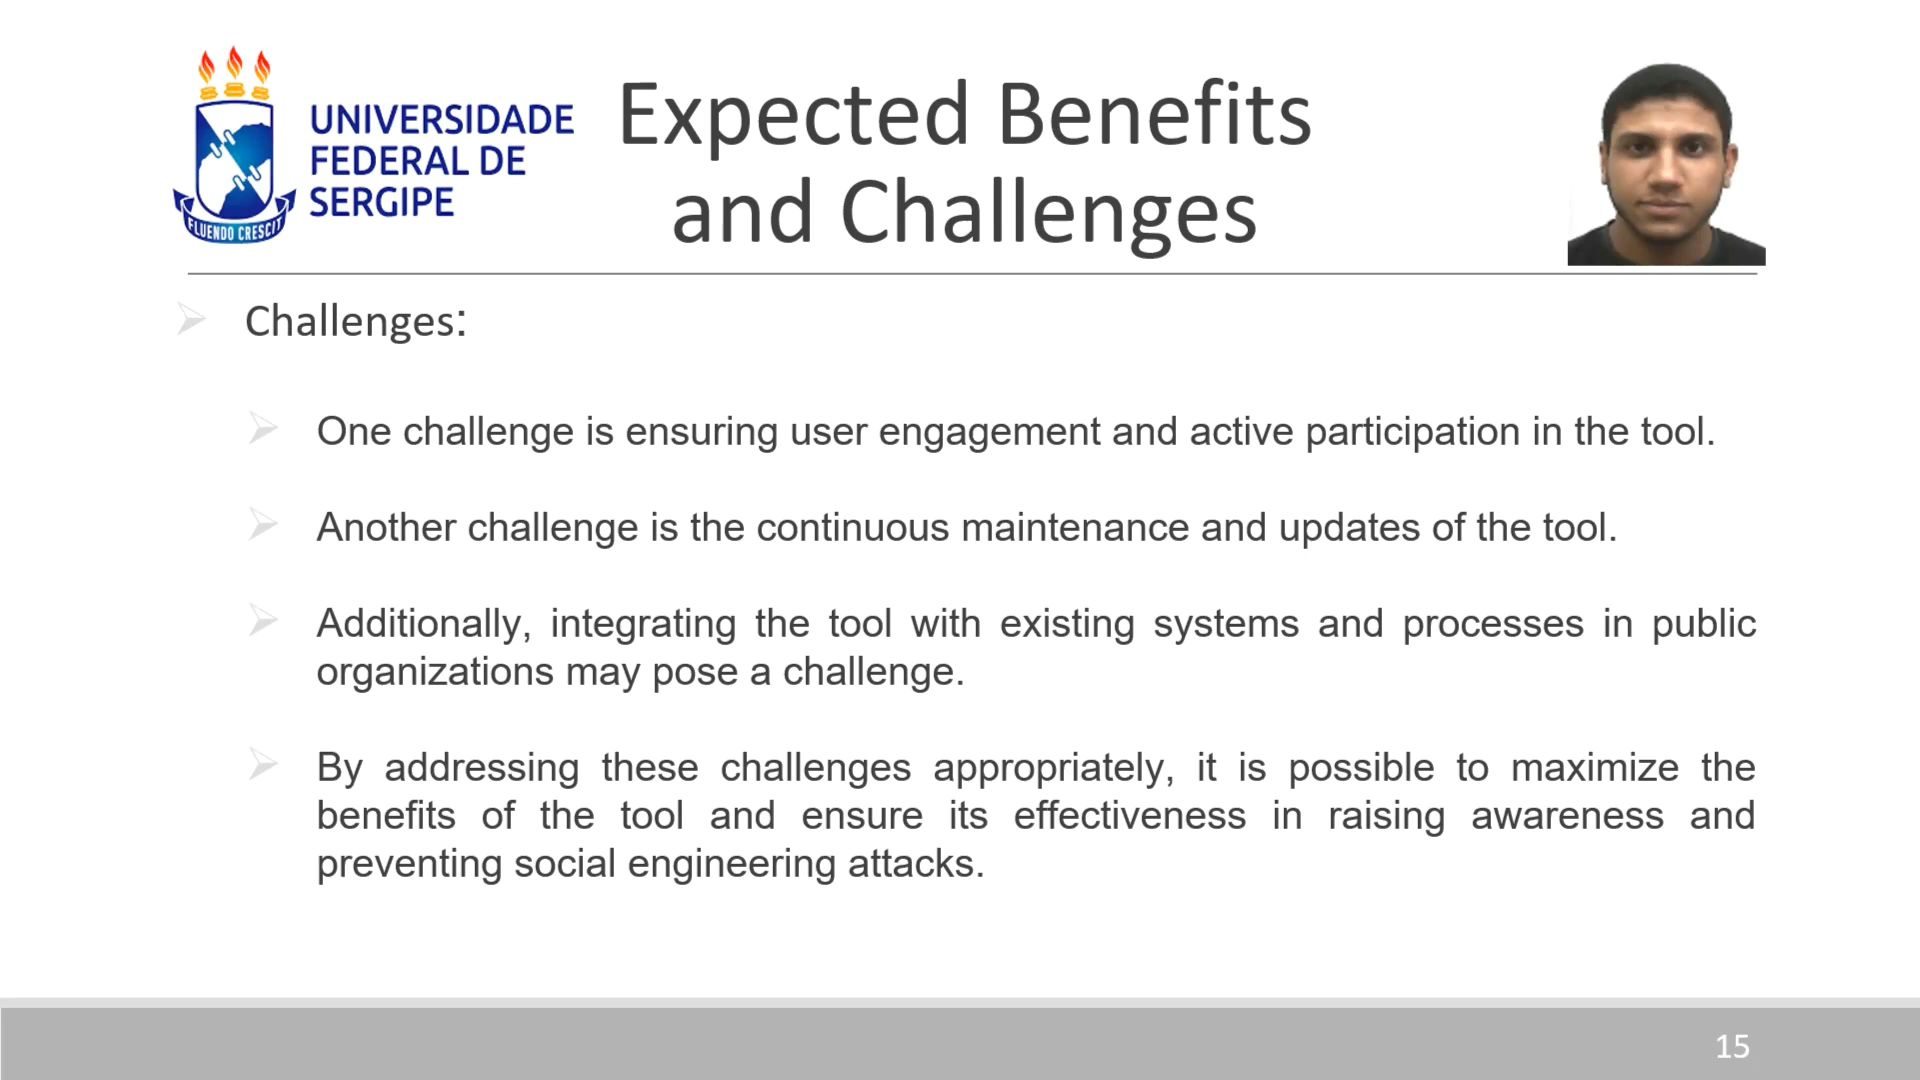 UNIVERSIDADE
FEDERAL DE
SERGIPE
FLUENDO CRESCIT
Expected Benefits
and Challenges
Challenges:
One challenge is ensuring user engagement and active participation in the tool.
Another challenge is the continuous maintenance and updates of the tool.
Additionally, integrating the tool with existing systems and processes in public
organizations may pose a challenge.
By addressing these challenges appropriately, it is possible to maximize the
benefits of the tool and ensure its effectiveness in raising awareness and
preventing social engineering attacks.
15